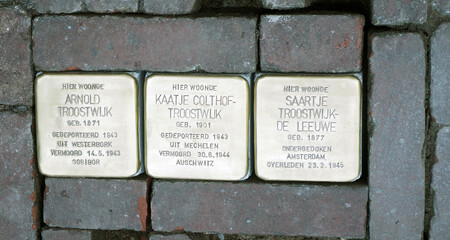 HIER WOONDE
ARNOLD
TROOSTWIJK
GEB. 1871
GEDEPORTEERD 1943
UIT WESTERBORK
VERMOORD 14.5.1943
SOBIBOR
HIER WOONDE
KAATJE COLTHOF-
TROOSTWIJK
GEB. 1901
GEDEPORTEERD 1943
UIT MECHELEN
VERMOORD 30.6.1944
AUSCHWITZ
HIER WOONDE
SAARTJE
TROOSTWIJK-
DE LEEUWE
GEB. 1877
ONDERGEDOKEN
AMSTERDAM
OVERLEDEN 23.2.1945